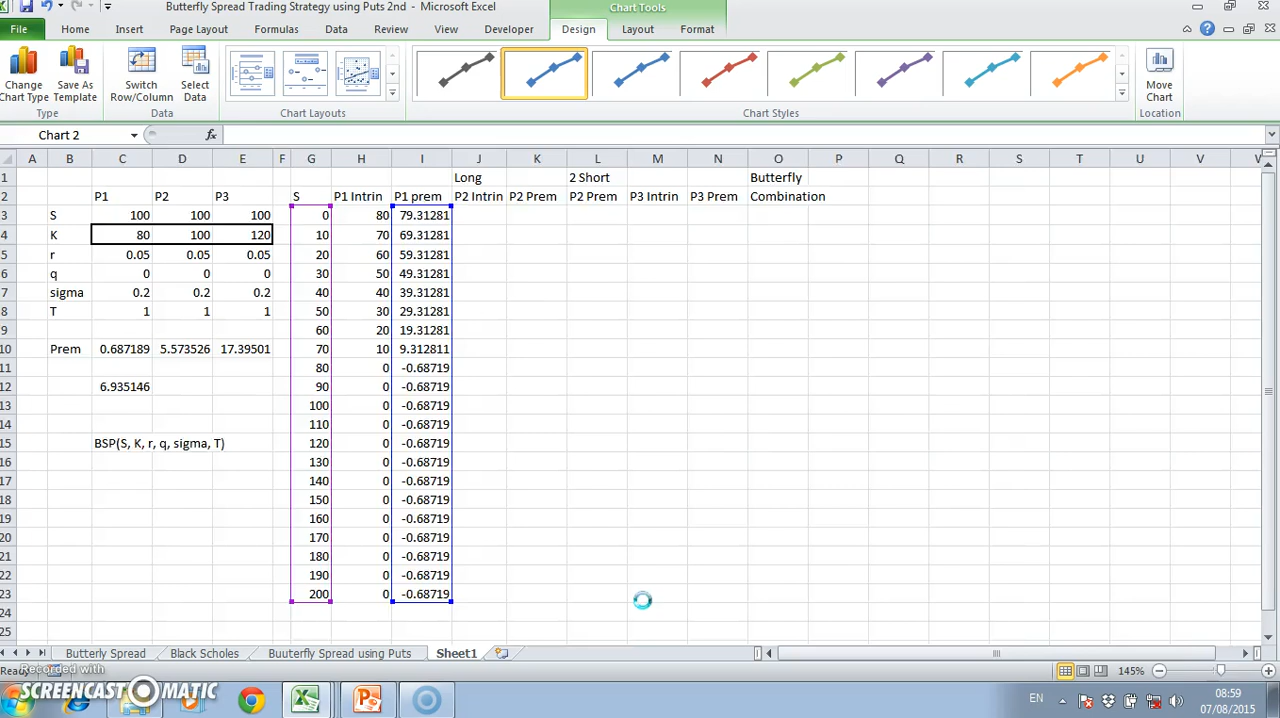 Butterfly Spread Trading Strategy using Puts 2nd - Microsoft Excel
Chart Tools
File Home Insert Page Layout Formulas Data Review View Developer Design Layout Format
Change Chart Type
Save As Template
Switch Row/Column
Select Data
Move Chart
Type Data Chart Layouts Chart Styles Location
Chart 2 fx
A B C D E F G H I J K L M N O P Q R S T U V
1 Long 2 Short Butterfly
2 P1 P2 P3 S P1 Intrin P1 prem P2 Intrin P2 Prem P2 Prem P3 Intrin P3 Prem Combination
3 S 100 100 100 0 80 79.31281
4 K 80 100 120 10 70 69.31281
5 r 0.05 0.05 0.05 20 60 59.31281
6 q 0 0 0 30 50 49.31281
7 sigma 0.2 0.2 0.2 40 40 39.31281
8 T 1 1 1 50 30 29.31281
9 60 20 19.31281
10 Prem 0.687189 5.573526 17.39501 70 10 9.312811
11 80 0 -0.68719
12 6.935146 90 0 -0.68719
13 100 0 -0.68719
14 110 0 -0.68719
15 BSP(S, K, r, q, sigma, T) 120 0 -0.68719
16 130 0 -0.68719
17 140 0 -0.68719
18 150 0 -0.68719
19 160 0 -0.68719
20 170 0 -0.68719
21 180 0 -0.68719
22 190 0 -0.68719
23 200 0 -0.68719
24
25
Butterly Spread Black Scholes Buuterfly Spread using Puts Sheet1
Ready 145%
Recorded with
SCREENCAST MATIC
EN 08:59
07/08/2015